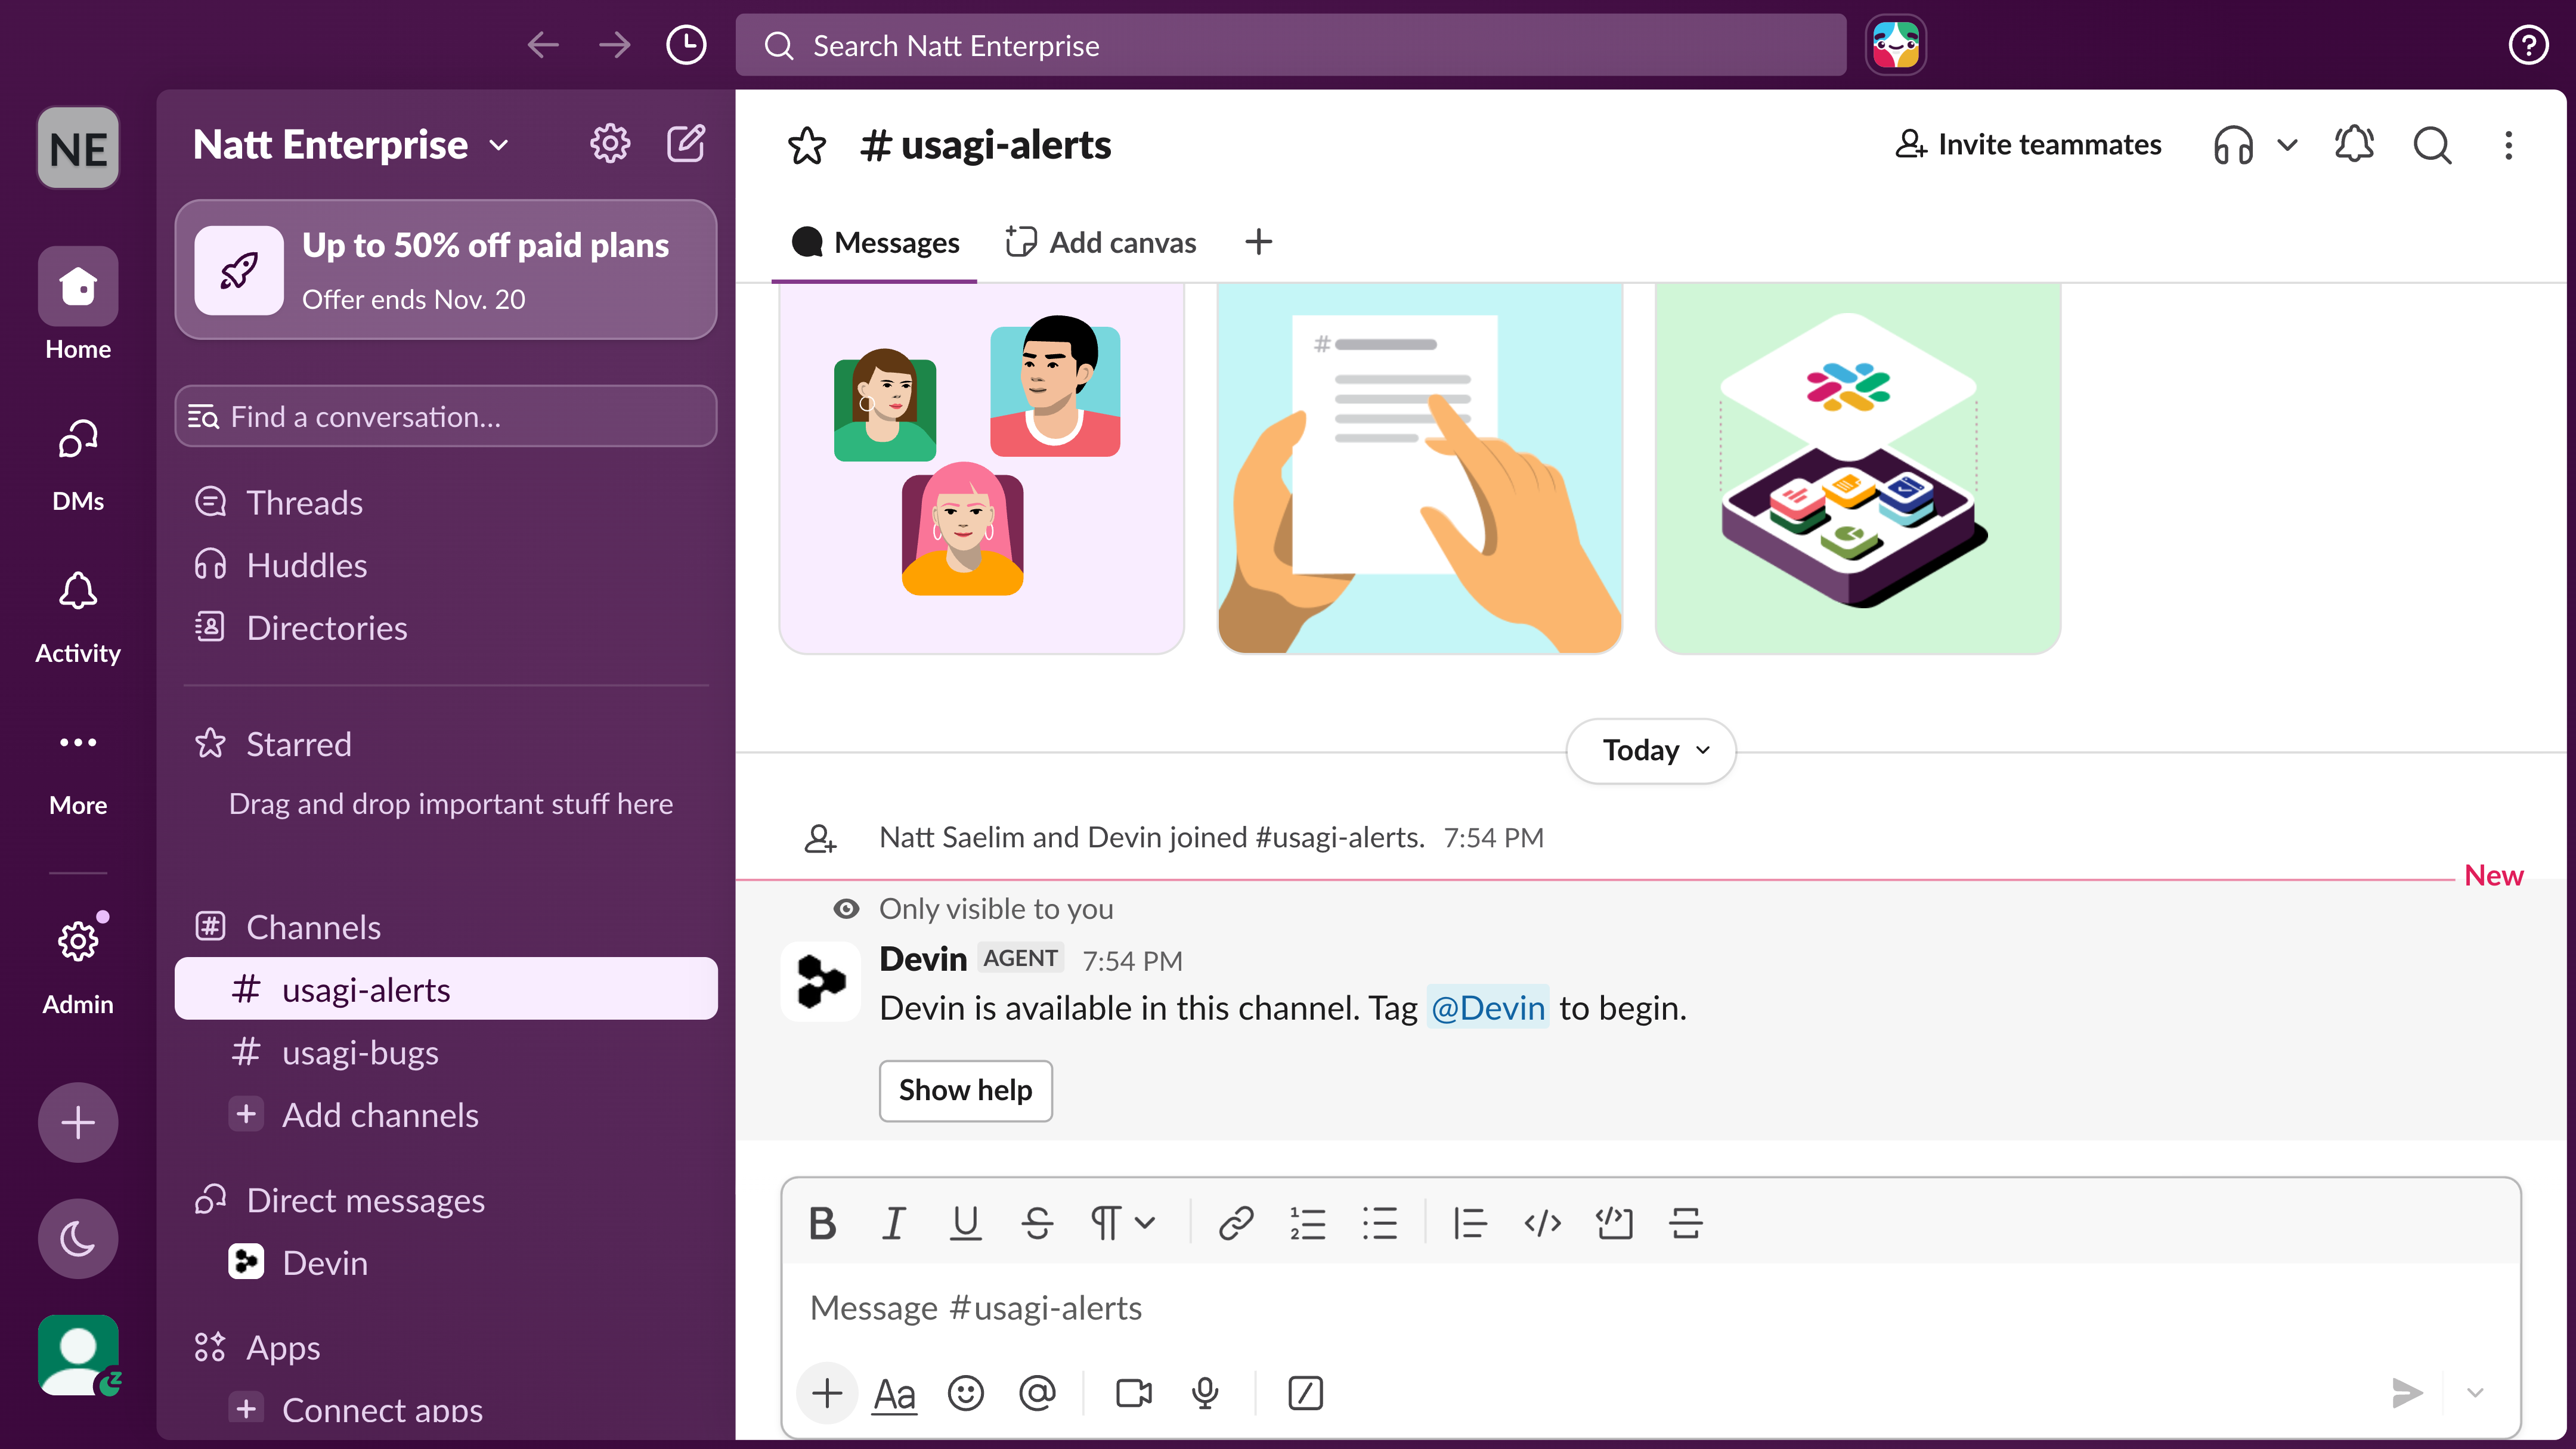 Search Natt Enterprise
NE
Home
DMs
Activity
More
Admin
Natt Enterprise
Up to 50% off paid plans
Offer ends Nov. 20
Find a conversation...
Threads
Huddles
Directories
Starred
Drag and drop important stuff here
Channels
# usagi-alerts
# usagi-bugs
+ Add channels
Direct messages
Devin
Apps
+ Connect apps
# usagi-alerts
Invite teammates
Messages
Add canvas
#
Today
Natt Saelim and Devin joined #usagi-alerts. 7:54 PM
New
Only visible to you
Devin AGENT 7:54 PM
Devin is available in this channel. Tag @Devin to begin.
Show help
Message #usagi-alerts
Aa